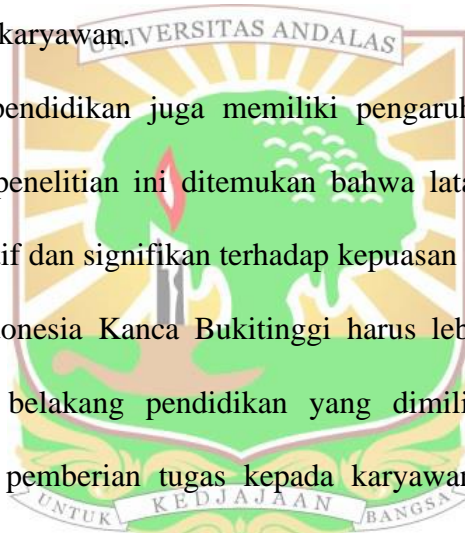 karyawan.
UNIVERSITAS ANDALAS
pendidikan juga memiliki pengaruh
penelitian ini ditemukan bahwa lata
if dan signifikan terhadap kepuasan
onesia Kanca Bukitinggi harus leb
belakang pendidikan yang dimili
pemberian tugas kepada karyawan
UNTUK KEDJAJAAN BANGSA